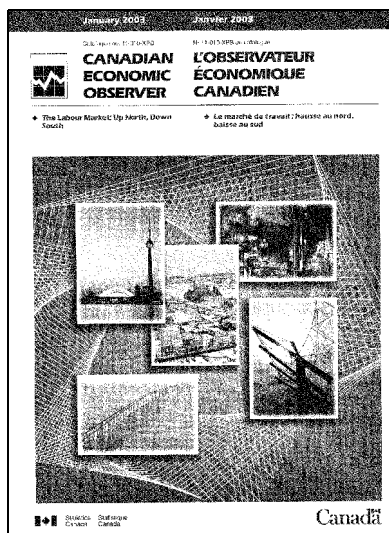 January 2003
Janvier 2003
CANADIAN
ECONOMIC
OBSERVER
L'OBSERVATEUR
ÉCONOMIQUE
CANADIEN
The Labour Market: Up North, Down
South
Le marché de travail : hausse au nord,
baisse au sud
Statistics
Canada
Statistique
Canada
Canada